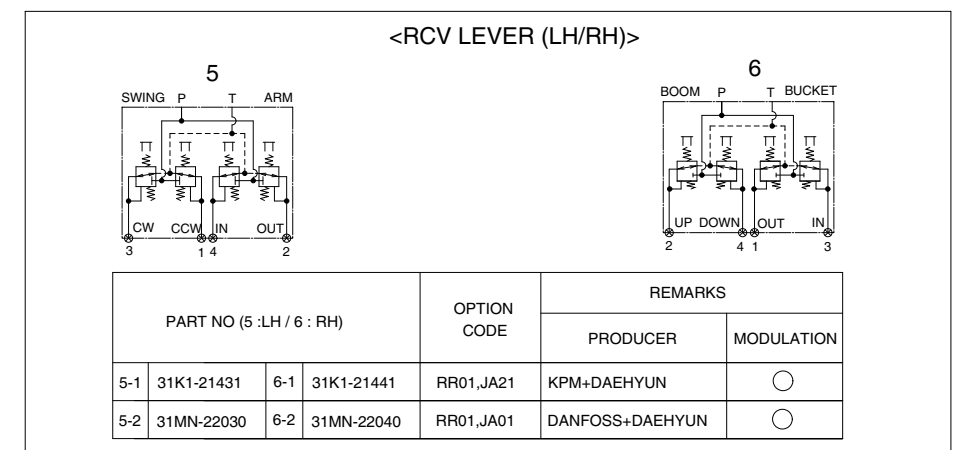 <RCV LEVER (LH/RH)>
5
SWING P T ARM
CW CCW IN OUT
3 1 4 2
6
BOOM P T BUCKET
UP DOWN OUT IN
2 4 1 3
PART NO (5 :LH / 6 : RH)
OPTION
CODE
REMARKS
PRODUCER
MODULATION
5-1 31K1-21431 6-1 31K1-21441 RR01,JA21 KPM+DAEHYUN ○
5-2 31MN-22030 6-2 31MN-22040 RR01,JA01 DANFOSS+DAEHYUN ○